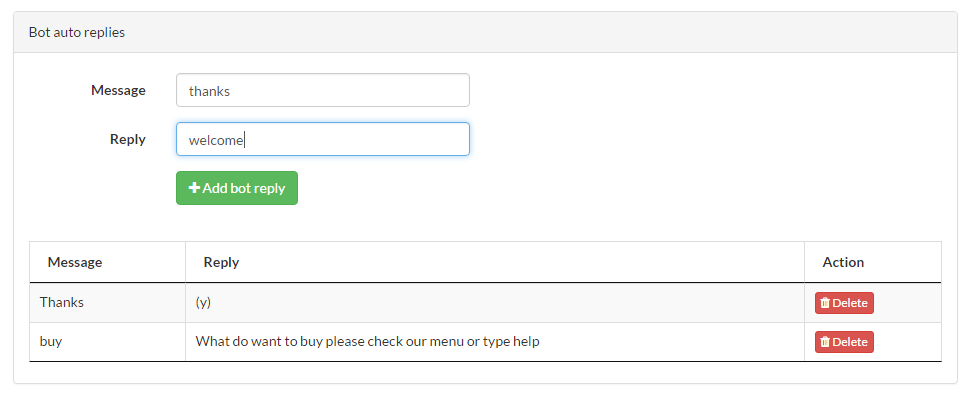 Bot auto replies
Message thanks
Reply welcome
Add bot reply
Message Reply Action
Thanks (y) Delete
buy What do want to buy please check our menu or type help Delete